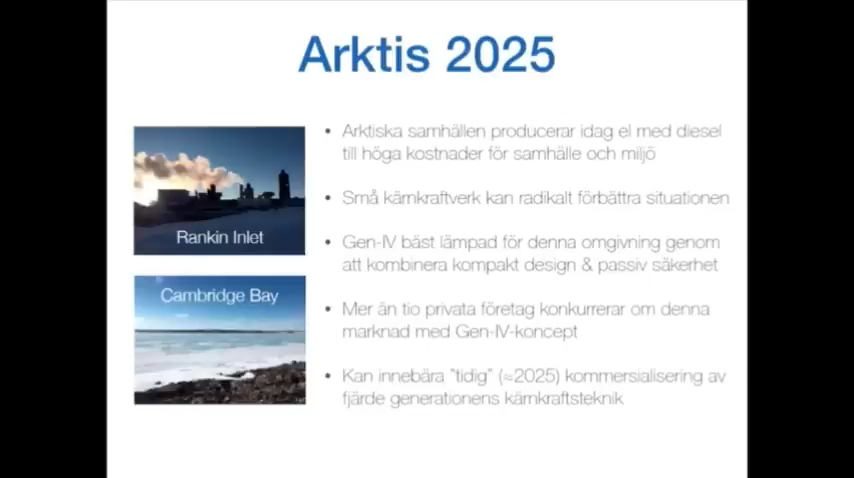 Arktis 2025
Rankin Inlet
Cambridge Bay
• Arktiska samhällen producerar idag el med diesel
till höga kostnader för samhälle och miljö
• Små kärnkraftverk kan radikalt förbättra situationen
• Gen-IV bäst lämpad för denna omgivning genom
att kombinera kompakt design & passiv säkerhet
• Mer än tio privata företag konkurrerar om denna
marknad med Gen-IV-koncept
• Kan innebära "tidig" (≈2025) kommersialisering av
fjärde generationens kärnkraftsteknik